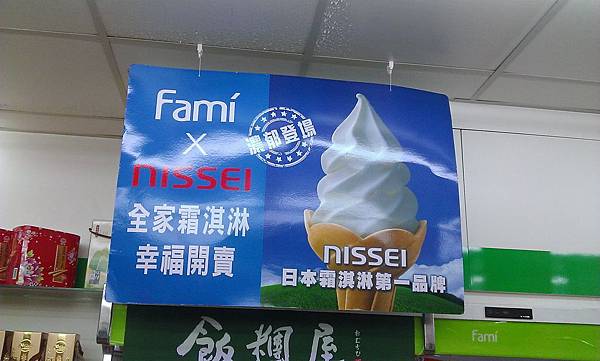 Famí
X
NISSEI
全家霜淇淋
幸福開賣
濃郁登場
NISSEI
日本霜淇淋第一品牌
飯糰屋
Famí